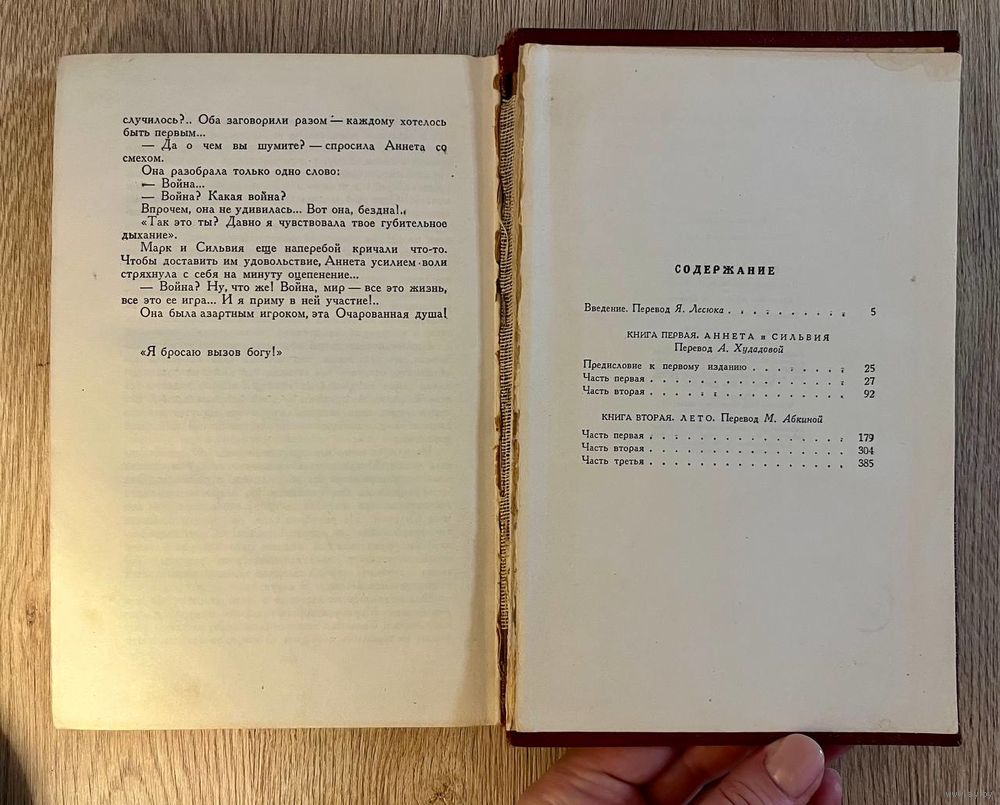 случилось?.. Оба заговорили разом — каждому хотелось
быть первым...
— Да о чем вы шумите? — спросила Аннета со
смехом.
Она разобрала только одно слово:
— Война...
— Война? Какая война?
Впрочем, она не удивилась... Вот она, бездна!..
«Так это ты? Давно я чувствовала твое губительное
дыхание».
Марк и Сильвия еще наперебой кричали что-то.
Чтобы доставить им удовольствие, Аннета усилием воли
стряхнула с себя на минуту оцепенение...
— Война? Ну, что же! Война, мир — все это жизнь,
все это ее игра... И я приму в ней участие!..
Она была азартным игроком, эта Очарованная душа!
«Я бросаю вызов богу!»
СОДЕРЖАНИЕ
Введение. Перевод Я. Лесюка . . . . . . . . . 5
КНИГА ПЕРВАЯ. АННЕТА и СИЛЬВИЯ
Перевод А. Худадовой
Предисловие к первому изданию . . . . . . . 25
Часть первая . . . . . . . . . . . . . . . 27
Часть вторая . . . . . . . . . . . . . . . 92
КНИГА ВТОРАЯ. ЛЕТО. Перевод М. Абкиной
Часть первая . . . . . . . . . . . . . . . 179
Часть вторая . . . . . . . . . . . . . . . 304
Часть третья . . . . . . . . . . . . . . . 385